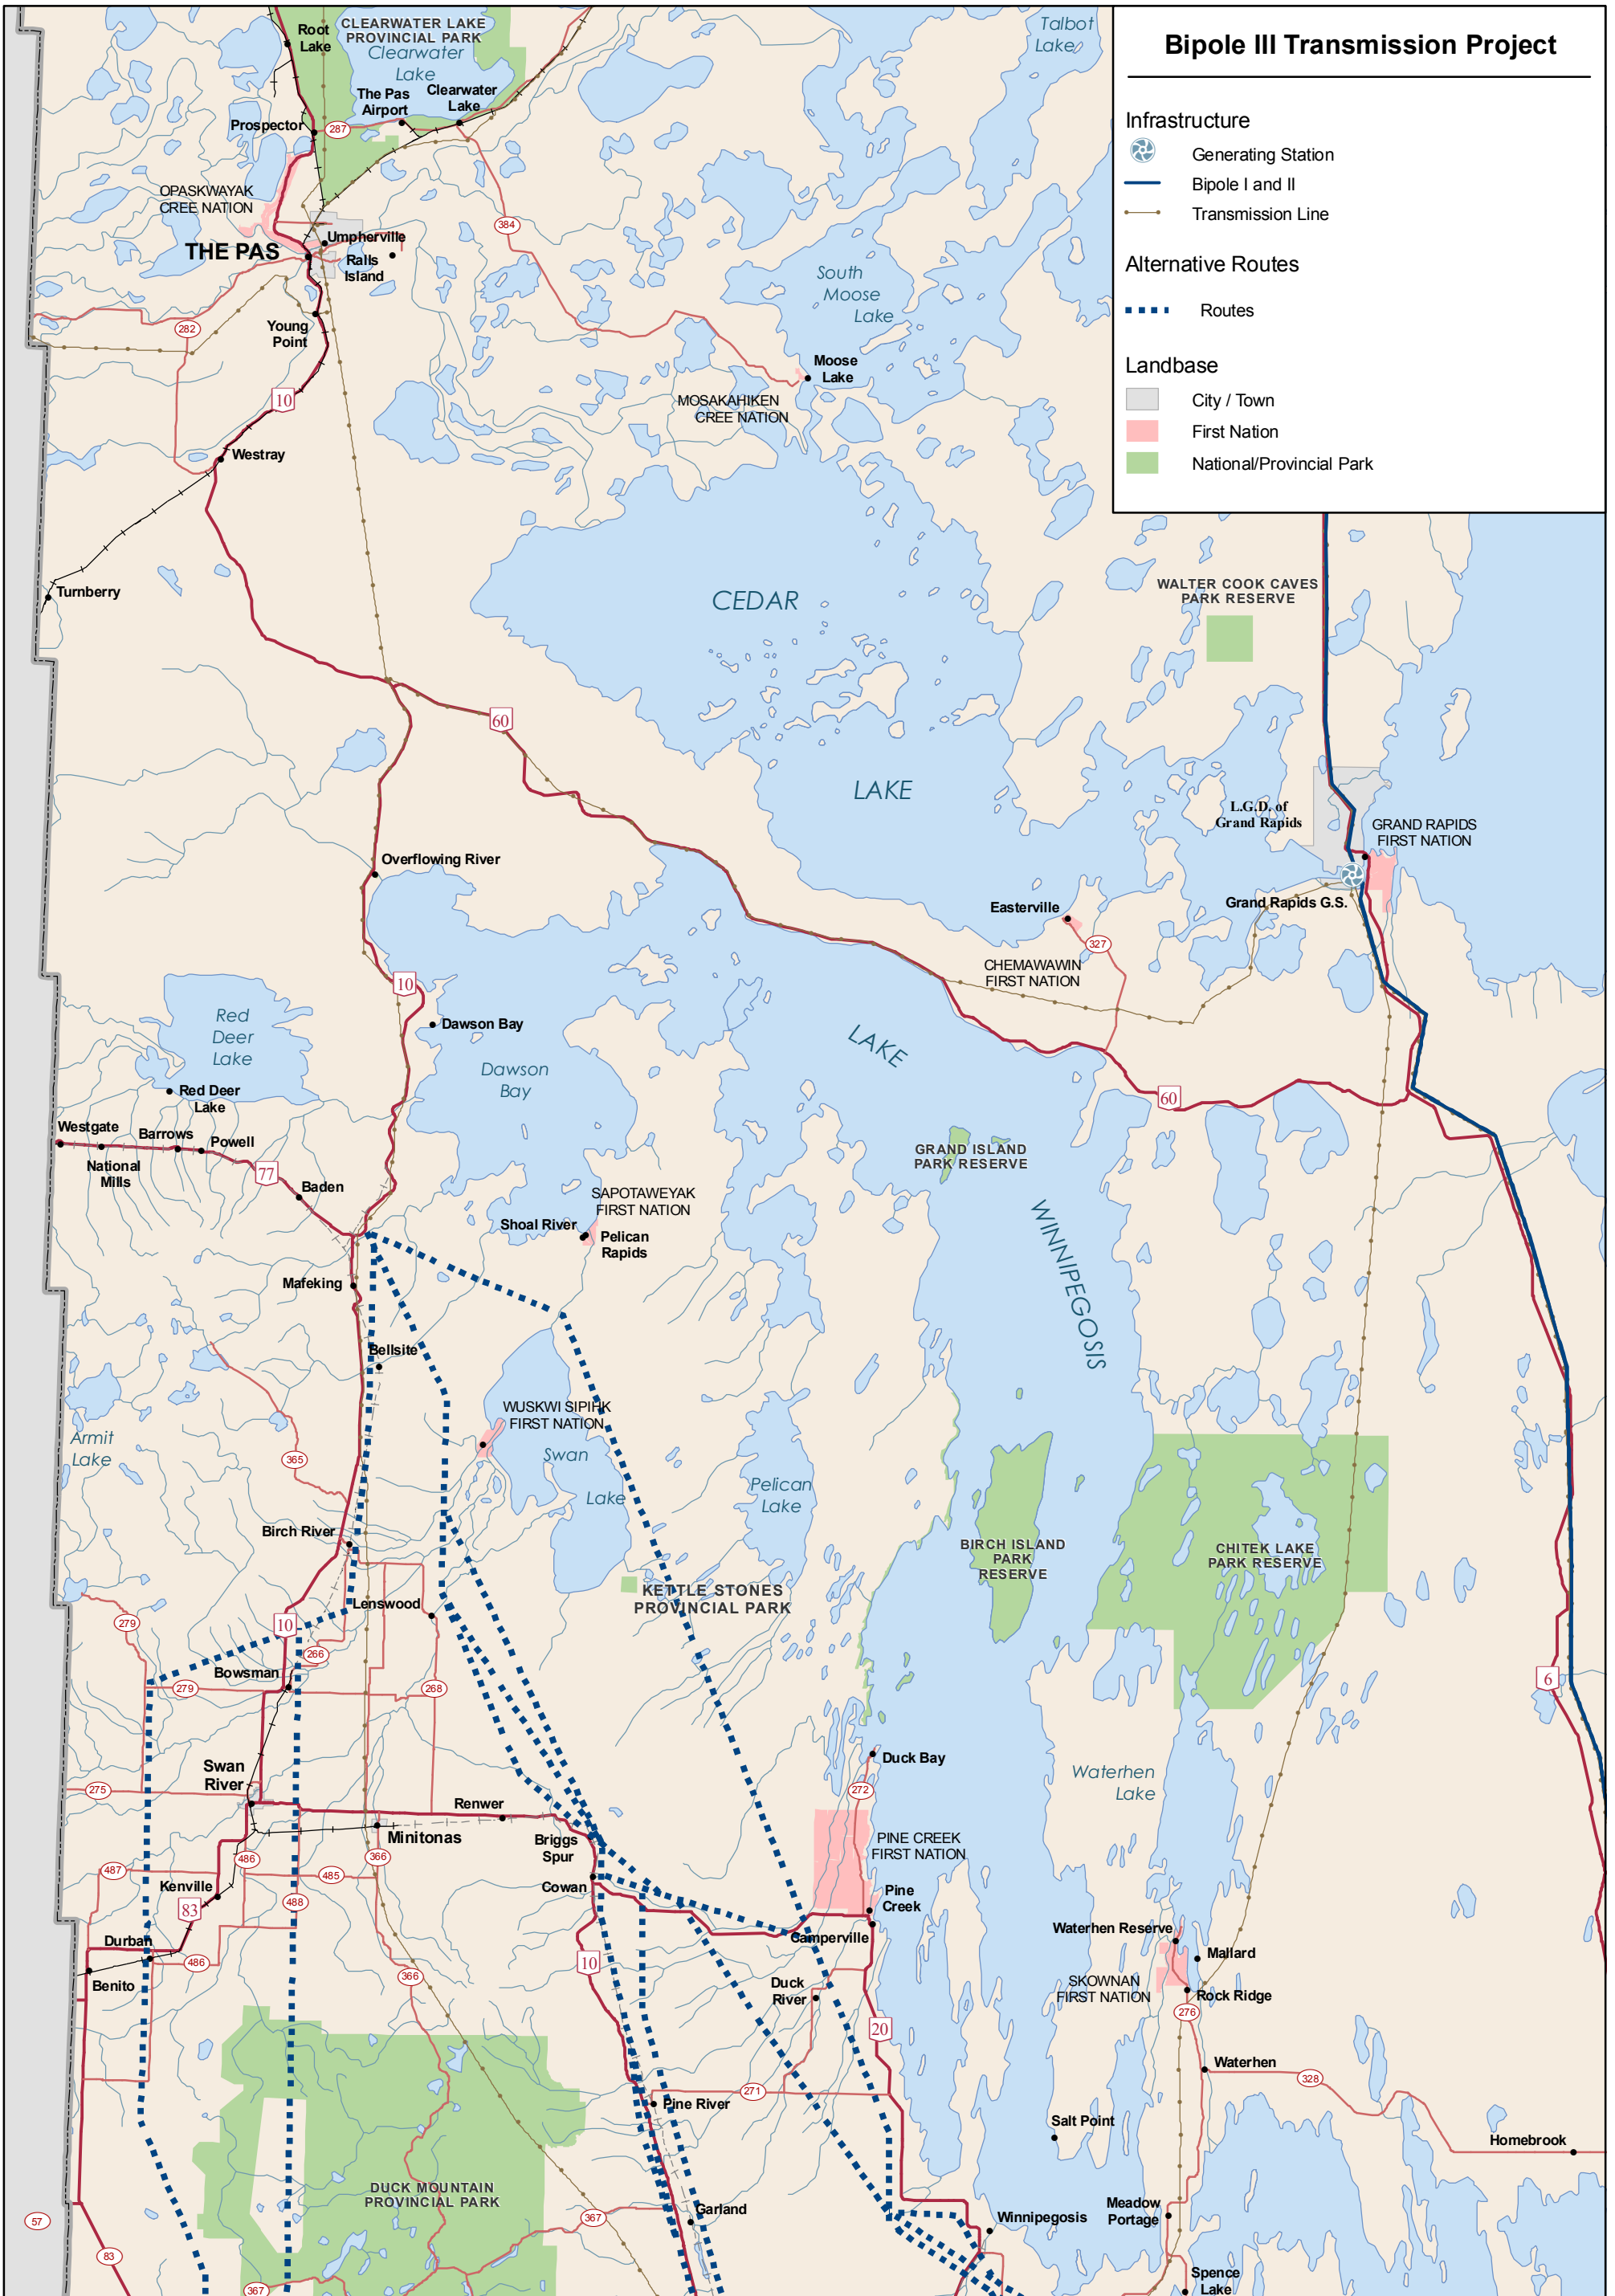 Bipole III Transmission Project
Infrastructure
Generating Station
Bipole I and II
Transmission Line
Alternative Routes
Routes
Landbase
City / Town
First Nation
National/Provincial Park
Root
Lake
CLEARWATER LAKE
PROVINCIAL PARK
Clearwater
Lake
The Pas
Airport
Clearwater
Lake
Talbot
Lake
Prospector
287
OPASKWAYAK
CREE NATION
THE PAS
Umpherville
Ralls
Island
384
South
Moose
Lake
282
Young
Point
Moose
Lake
10
MOSAKAHIKEN
CREE NATION
Westray
Turnberry
CEDAR
WALTER COOK CAVES
PARK RESERVE
60
LAKE
L.G.D. of
Grand Rapids
GRAND RAPIDS
FIRST NATION
Overflowing River
Grand Rapids G.S.
Easterville
327
CHEMAWAWIN
FIRST NATION
10
Dawson Bay
Red
Deer
Lake
LAKE
Dawson
Bay
Red Deer
Lake
60
Westgate
Barrows
Powell
National
Mills
77
GRAND ISLAND
PARK RESERVE
Baden
SAPOTAWEYAK
FIRST NATION
Shoal River
Pelican
Rapids
WINNIPEGOSIS
Mafeking
Bellsite
WUSKWI SIPIHK
FIRST NATION
Armit
Lake
365
Swan
Lake
Pelican
Lake
Birch River
BIRCH ISLAND
PARK
RESERVE
CHITEK LAKE
PARK RESERVE
KETTLE STONES
PROVINCIAL PARK
Lenswood
279
10
266
Bowsman
279
268
6
Duck Bay
Swan
River
Waterhen
Lake
275
272
Renwer
Minitonas
Briggs
Spur
PINE CREEK
FIRST NATION
486
366
487
485
Kenville
Cowan
Pine
Creek
488
83
Waterhen Reserve
Camperville
Durban
Mallard
486
10
366
Benito
Duck
River
SKOWNAN
FIRST NATION
Rock Ridge
276
20
Waterhen
328
271
Pine River
Salt Point
Homebrook
DUCK MOUNTAIN
PROVINCIAL PARK
Garland
Meadow
Portage
367
Winnipegosis
57
83
Spence
Lake
367